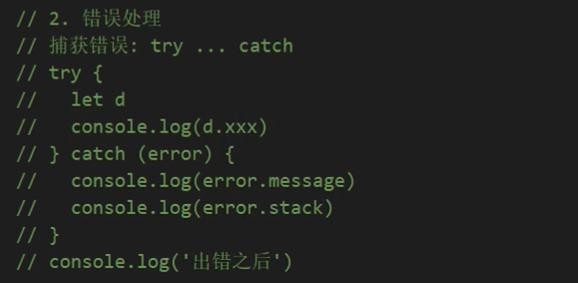 // 2. 错误处理
// 捕获错误: try ... catch
// try {
//   let d
//   console.log(d.xxx)
// } catch (error) {
//   console.log(error.message)
//   console.log(error.stack)
// }
// console.log('出错之后')